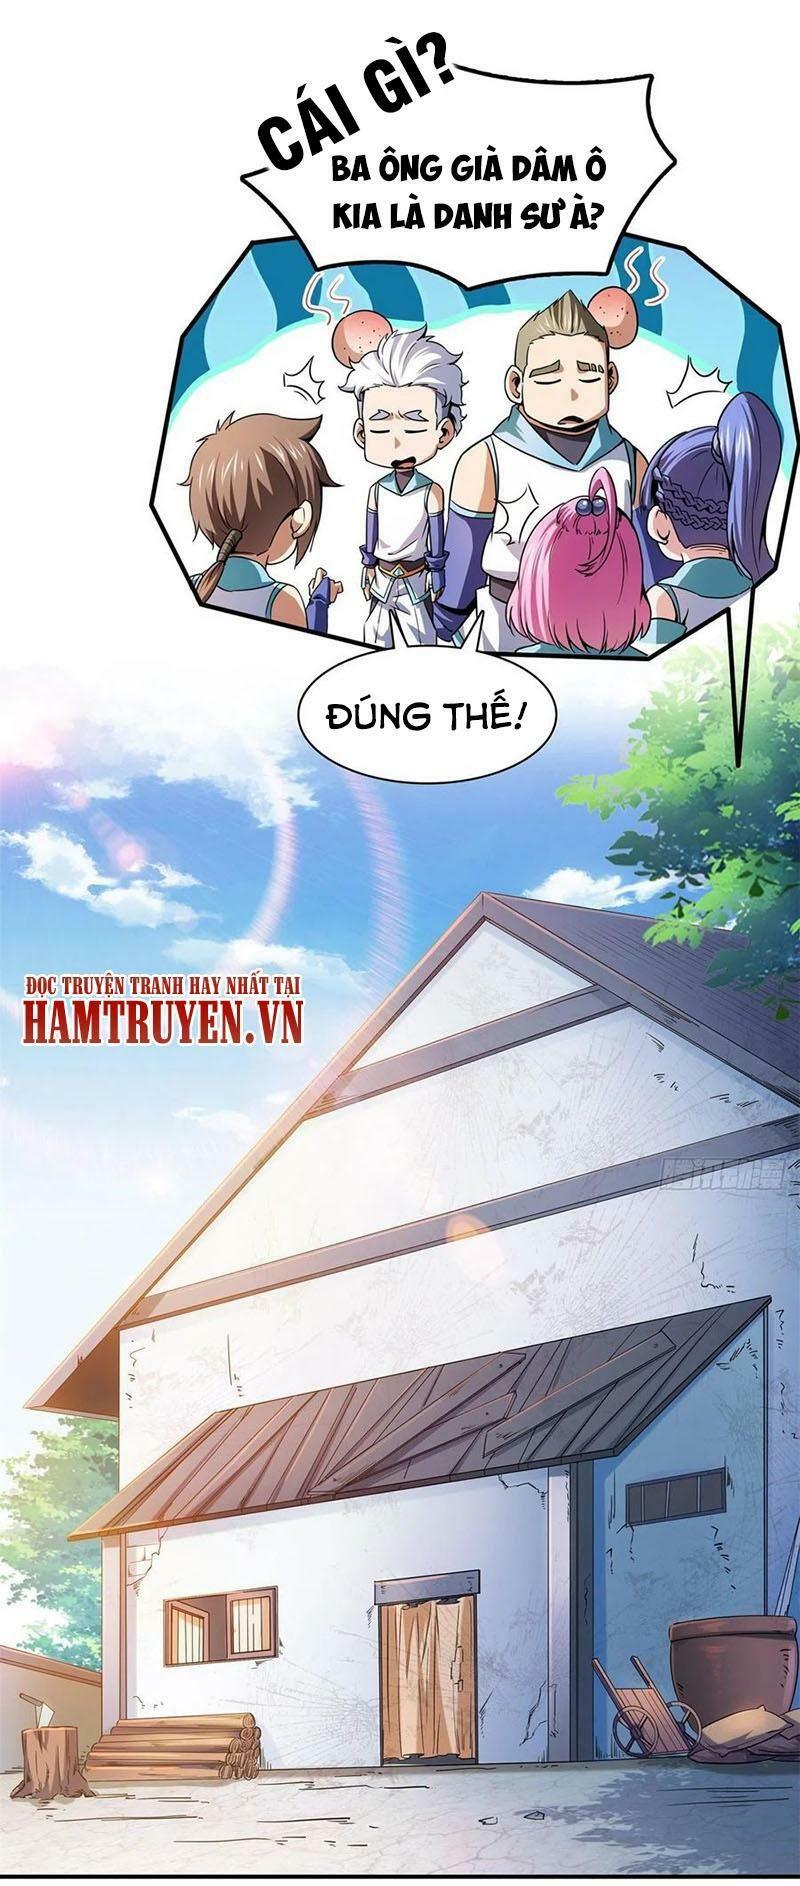 CÁI GÌ?
BA ÔNG GIÀ DÂM Ô
KIA LÀ DANH SƯ À?
ĐÚNG THẾ!
ĐỌC TRUYỆN TRANH HAY NHẤT TẠI
HAMTRUYEN.VN